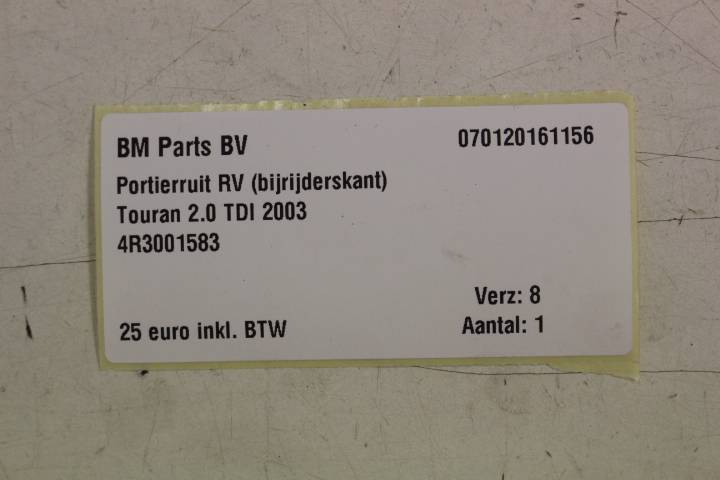 BM Parts BV 070120161156
Portierruit RV (bijrijderskant)
Touran 2.0 TDI 2003
4R3001583
Verz: 8
25 euro inkl. BTW Aantal: 1